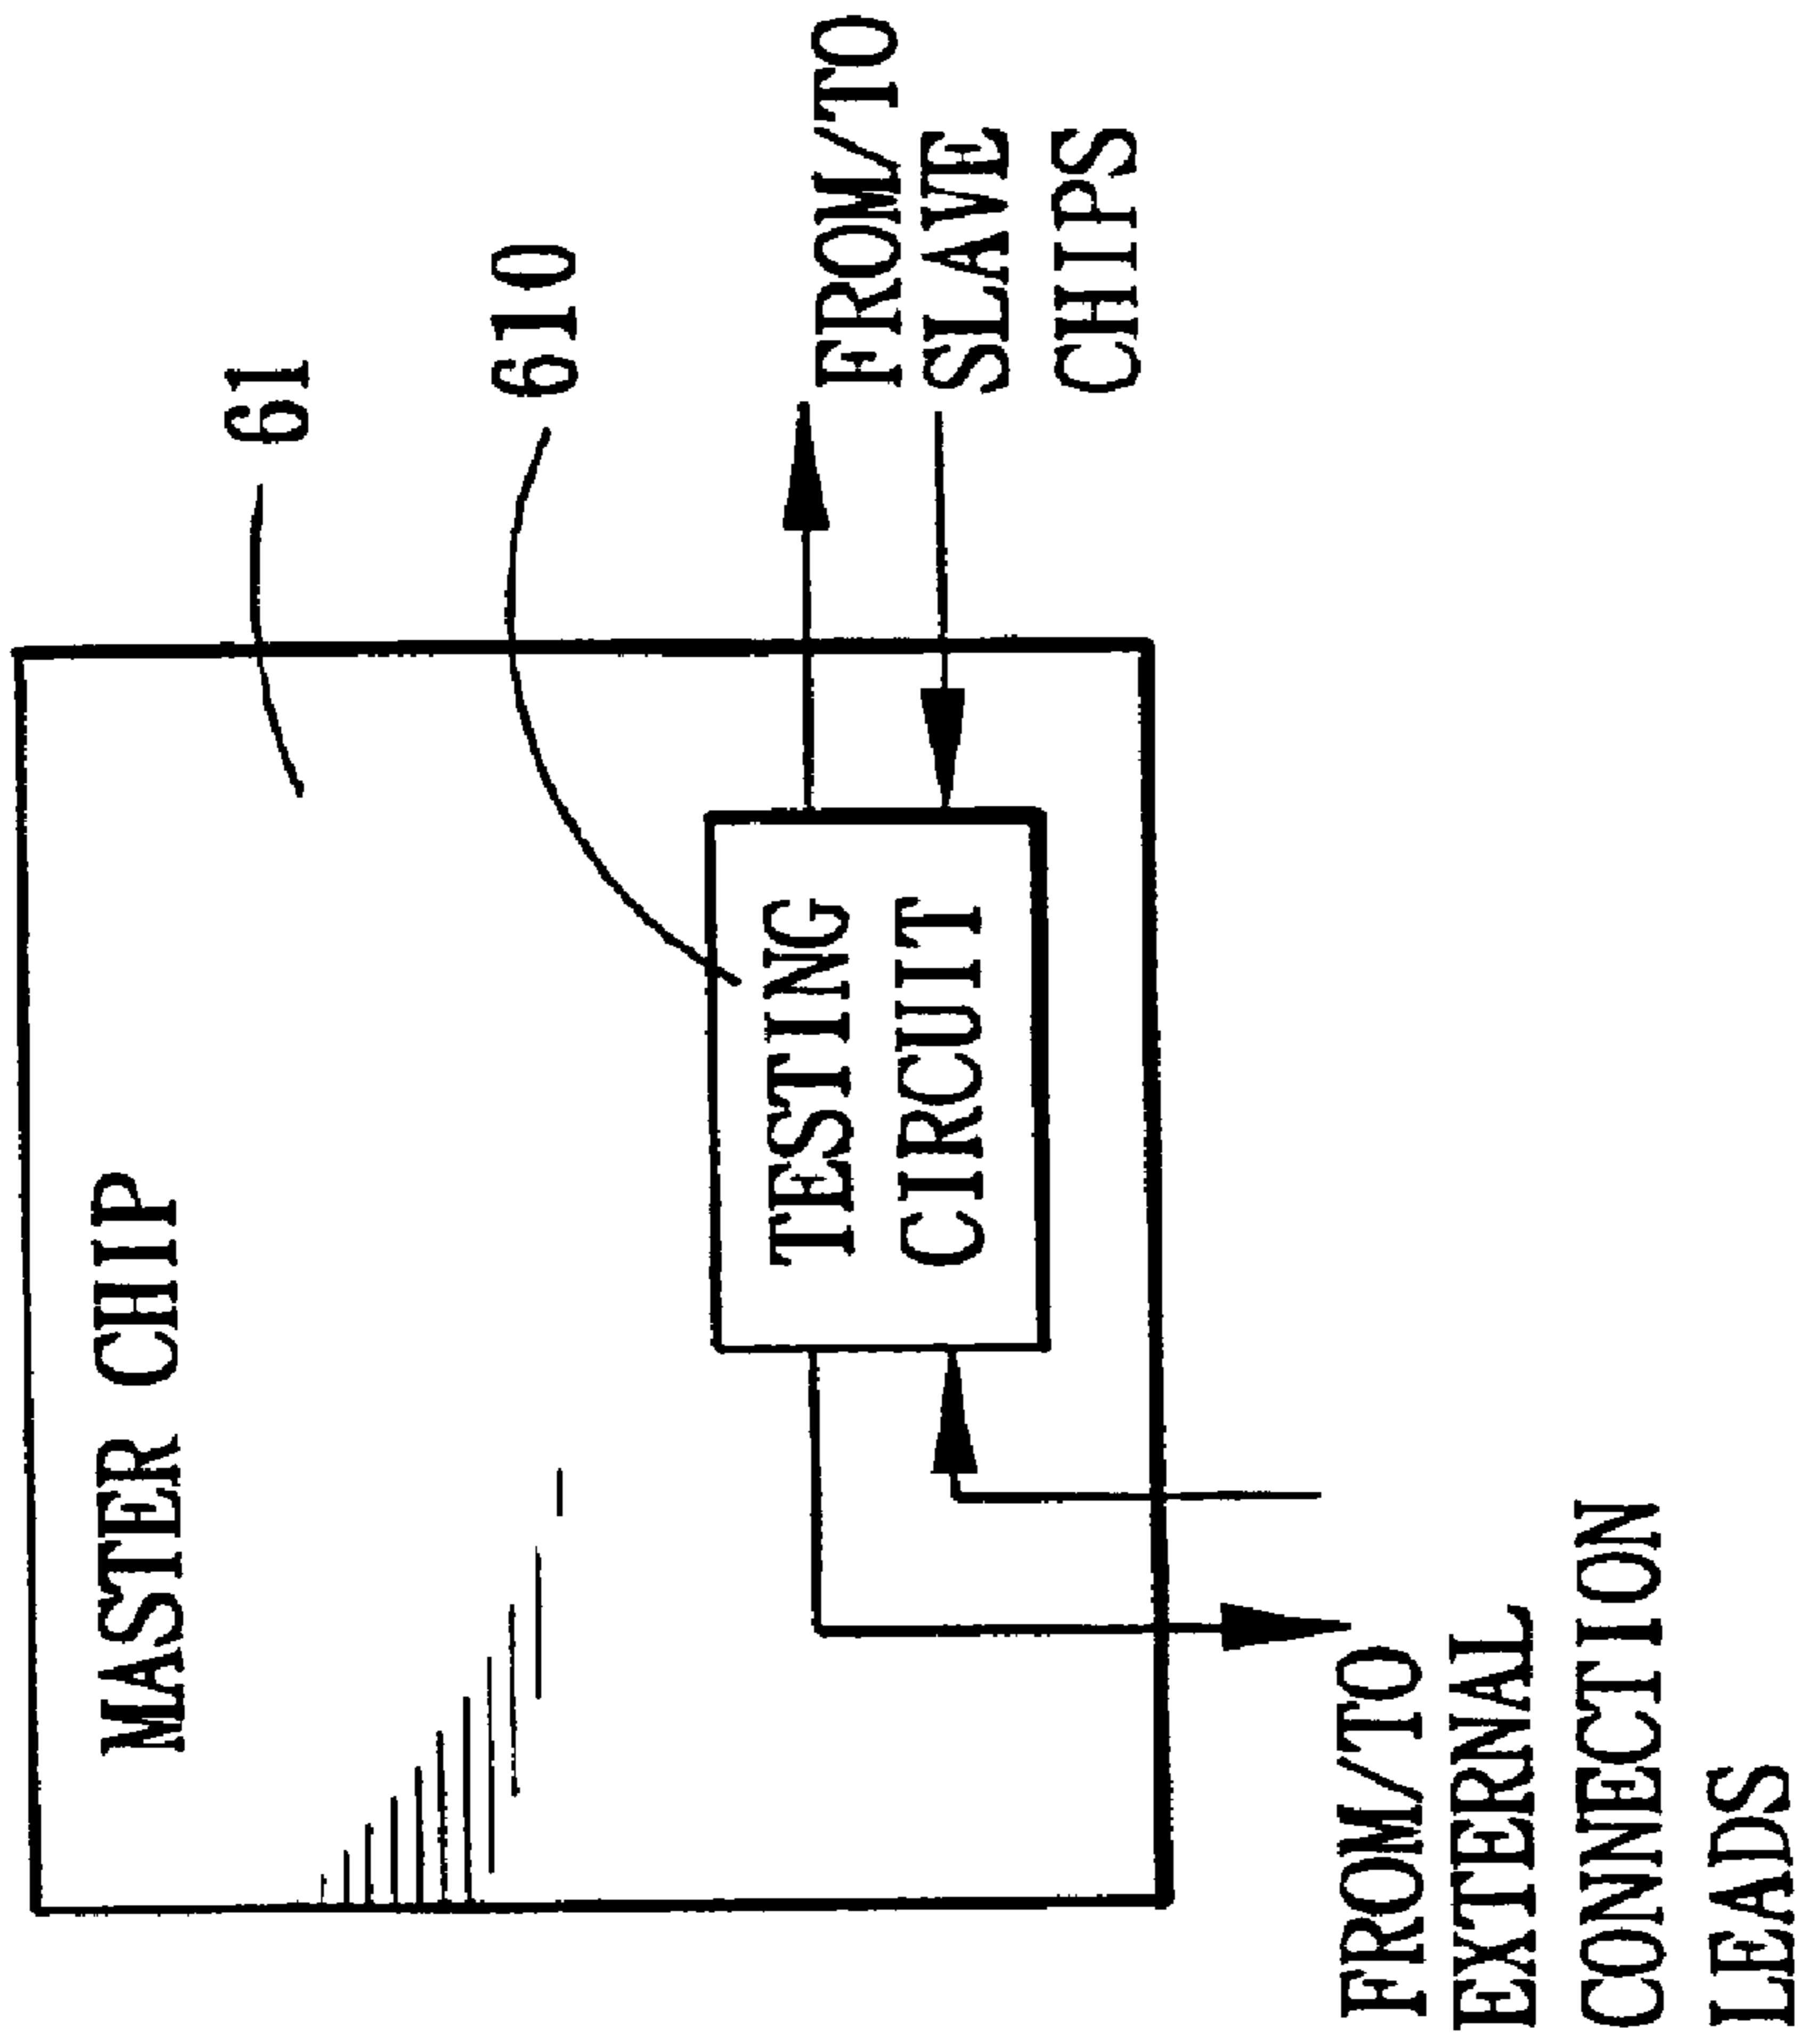 MASTER CHIP
61
610
TESTING
CIRCUIT
FROM/TO
SLAVE
CHIPS
FROM/TO
EXTERNAL
CONNECTION
LEADS